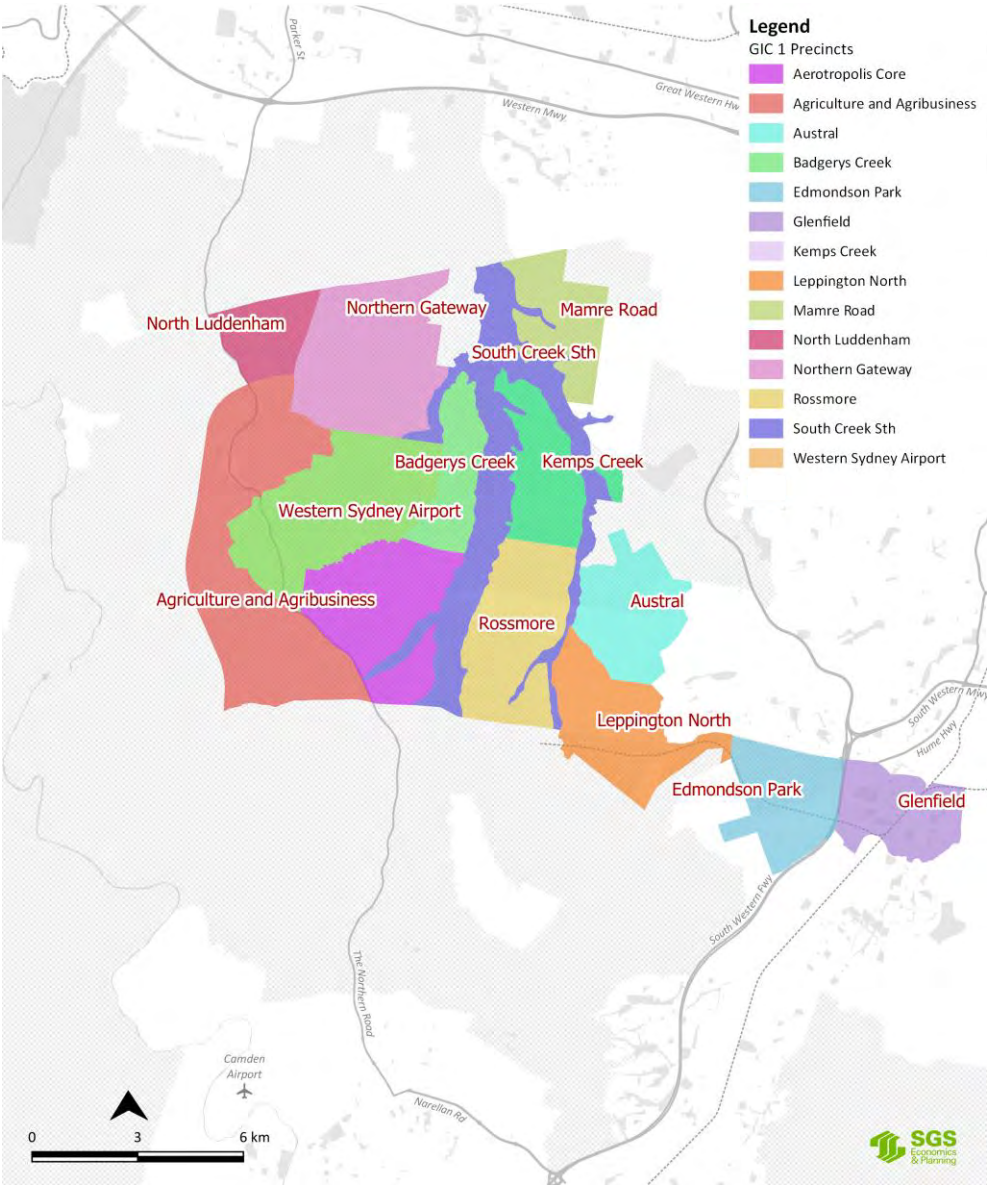 Legend
GIC 1 Precincts
Aerotropolis Core
Agriculture and Agribusiness
Austral
Badgerys Creek
Edmondson Park
Glenfield
Kemps Creek
Leppington North
Mamre Road
North Luddenham
Northern Gateway
Rossmore
South Creek Sth
Western Sydney Airport
Parker St
Great Western Hw
Western Mwy
Northern Gateway
Mamre Road
North Luddenham
South Creek Sth
Badgerys Creek
Kemps Creek
Western Sydney Airport
Agriculture and Agribusiness
Austral
Rossmore
Leppington North
South Western Mwy
Hume Hwy
Edmondson Park
Glenfield
South Western Fwy
The Northern Road
Camden
Airport
Narellan Rd
0 3 6 km
SGS
Economics
& Planning